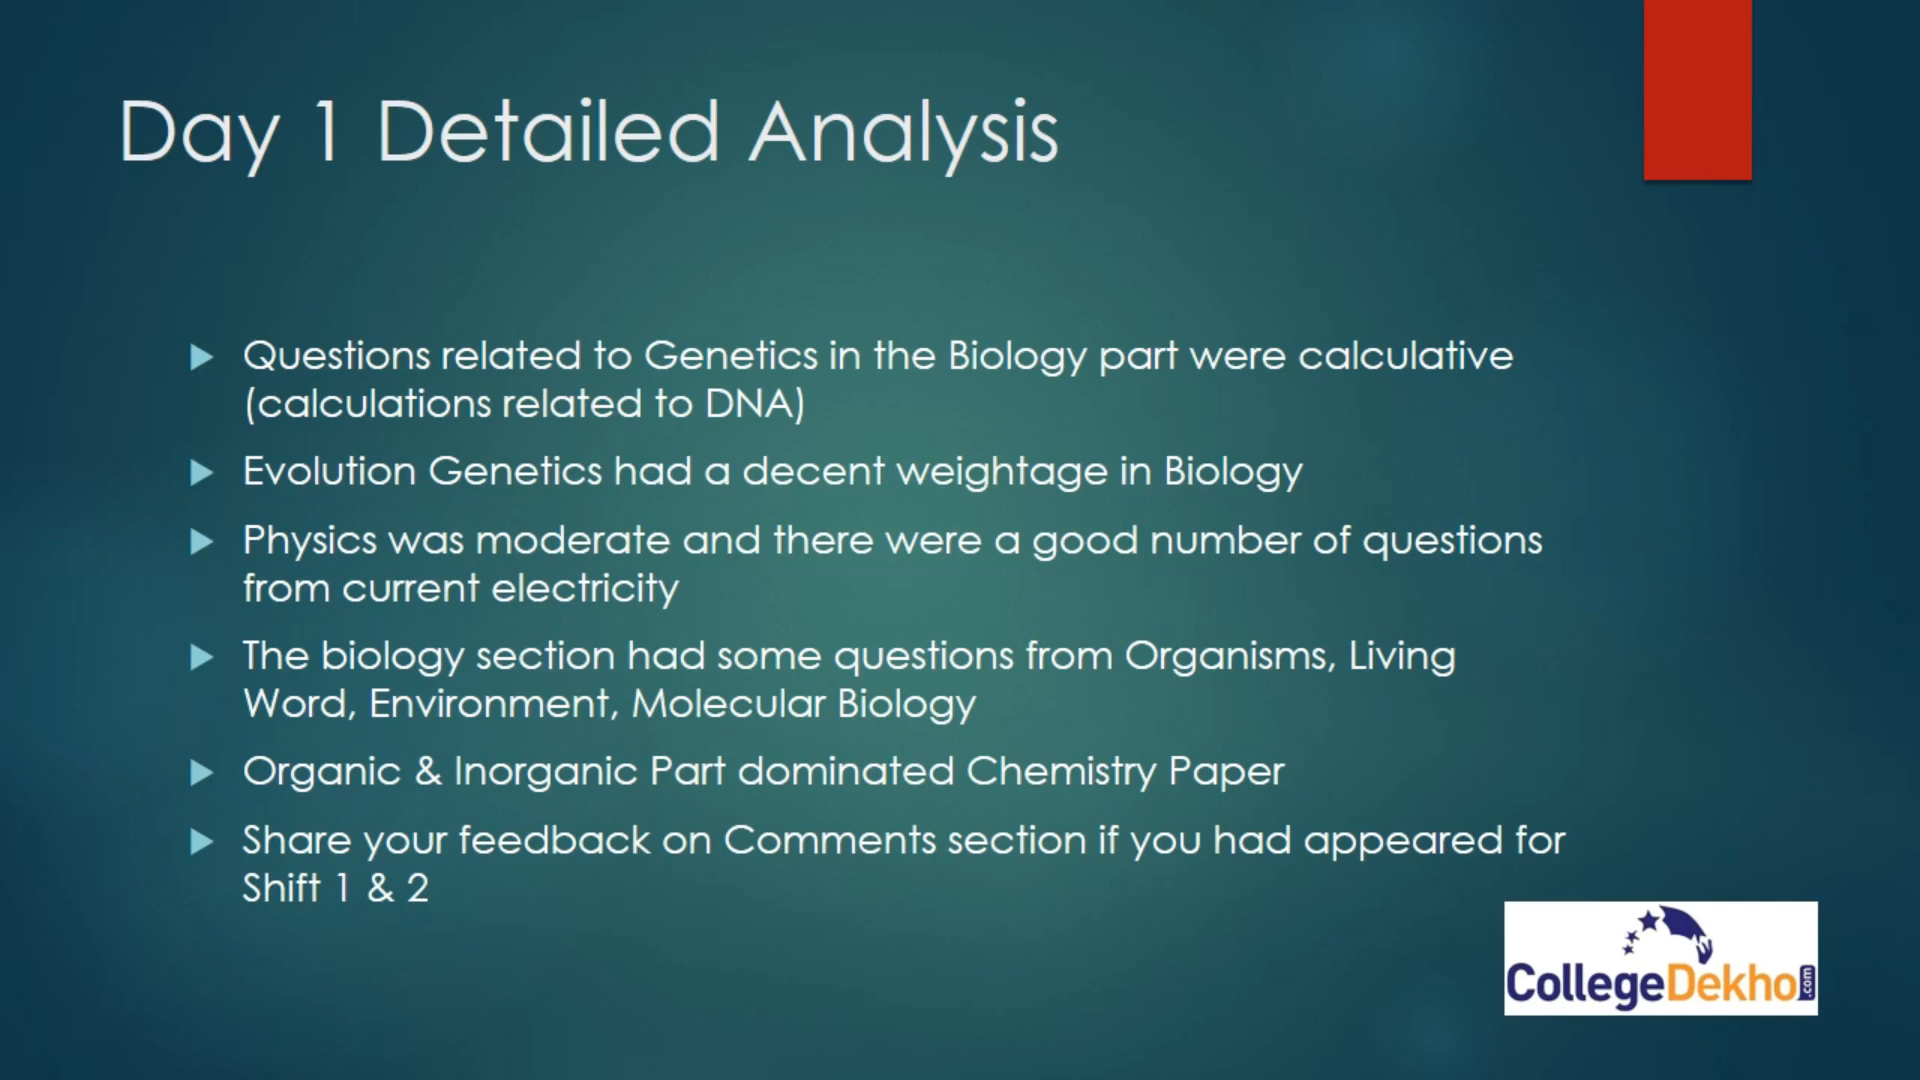 Day 1 Detailed Analysis
Questions related to Genetics in the Biology part were calculative
(calculations related to DNA)
Evolution Genetics had a decent weightage in Biology
Physics was moderate and there were a good number of questions
from current electricity
The biology section had some questions from Organisms, Living
Word, Environment, Molecular Biology
Organic & Inorganic Part dominated Chemistry Paper
Share your feedback on Comments section if you had appeared for
Shift 1 & 2
CollegeDekho.com